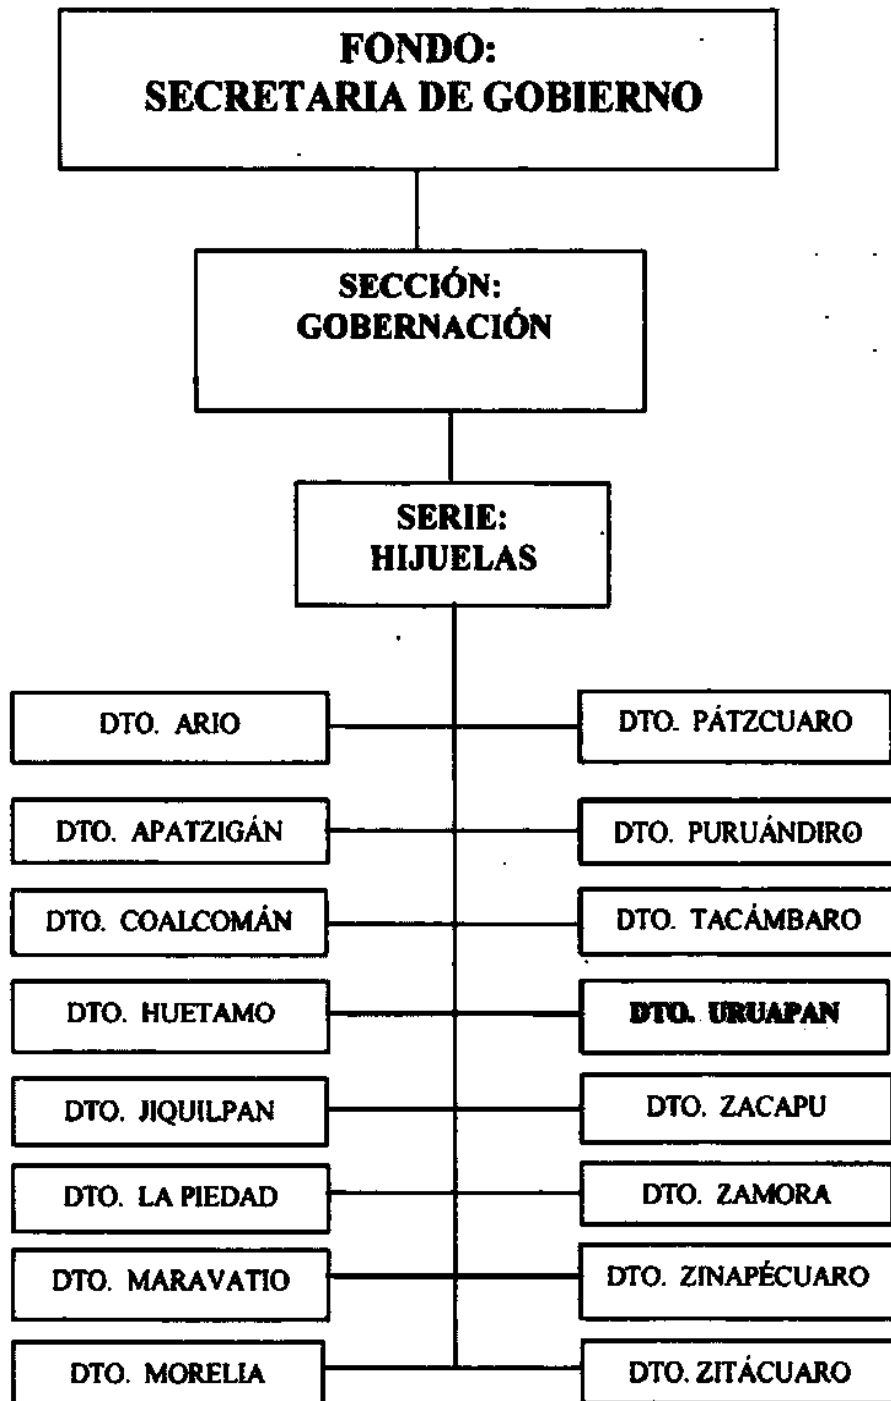 FONDO:
SECRETARIA DE GOBIERNO
SECCIÓN:
GOBERNACIÓN
SERIE:
HIJUELAS
DTO. ARIO
DTO. PÁTZCUARO
DTO. APATZIGÁN
DTO. PURUÁNDIRO
DTO. COALCOMÁN
DTO. TACÁMBARO
DTO. HUETAMO
DTO. URUAPAN
DTO. JIQUILPAN
DTO. ZACAPU
DTO. LA PIEDAD
DTO. ZAMORA
DTO. MARAVATIO
DTO. ZINAPÉCUARO
DTO. MORELIA
DTO. ZITÁCUARO